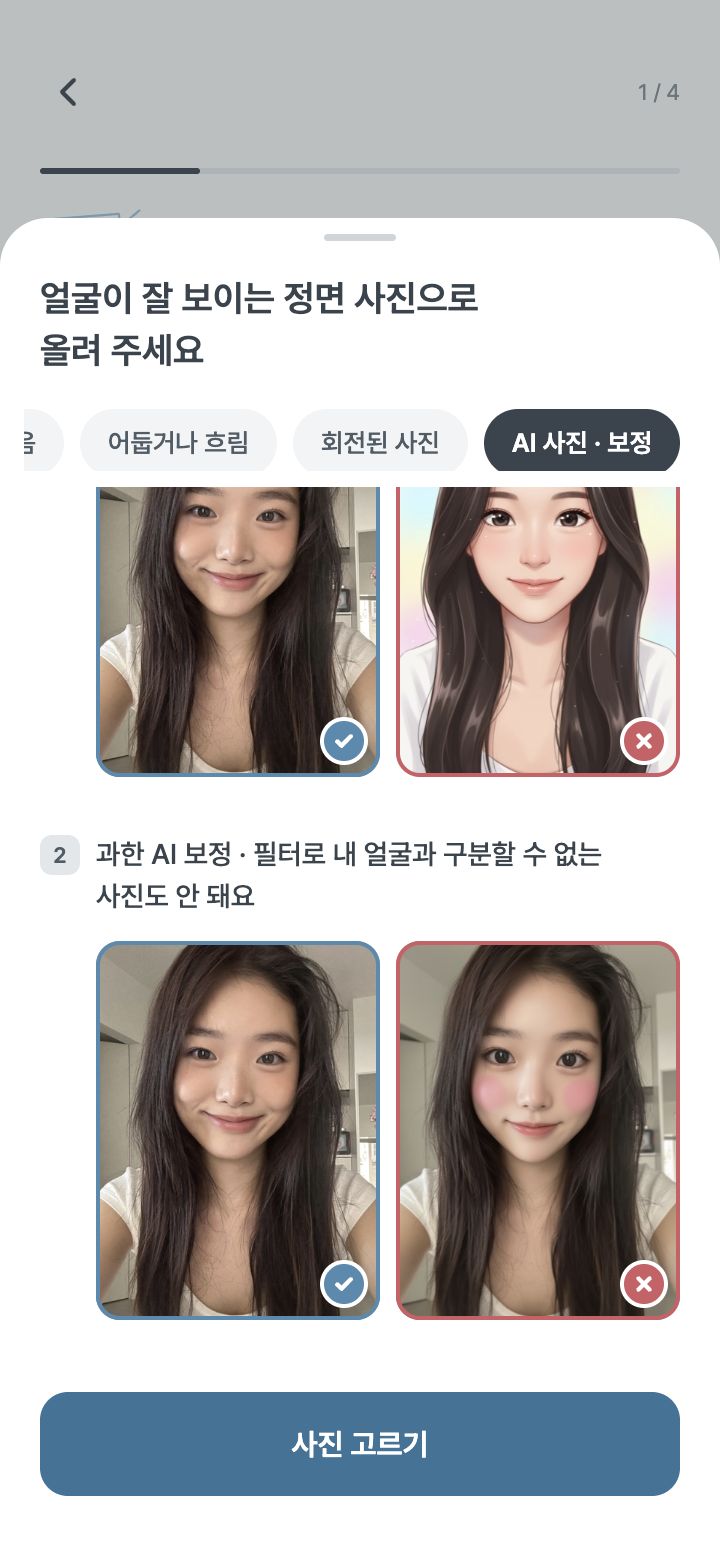 1 / 4
얼굴이 잘 보이는 정면 사진으로
올려 주세요
어둡거나 흐림
회전된 사진
AI 사진 · 보정
2
과한 AI 보정 · 필터로 내 얼굴과 구분할 수 없는
사진도 안 돼요
사진 고르기